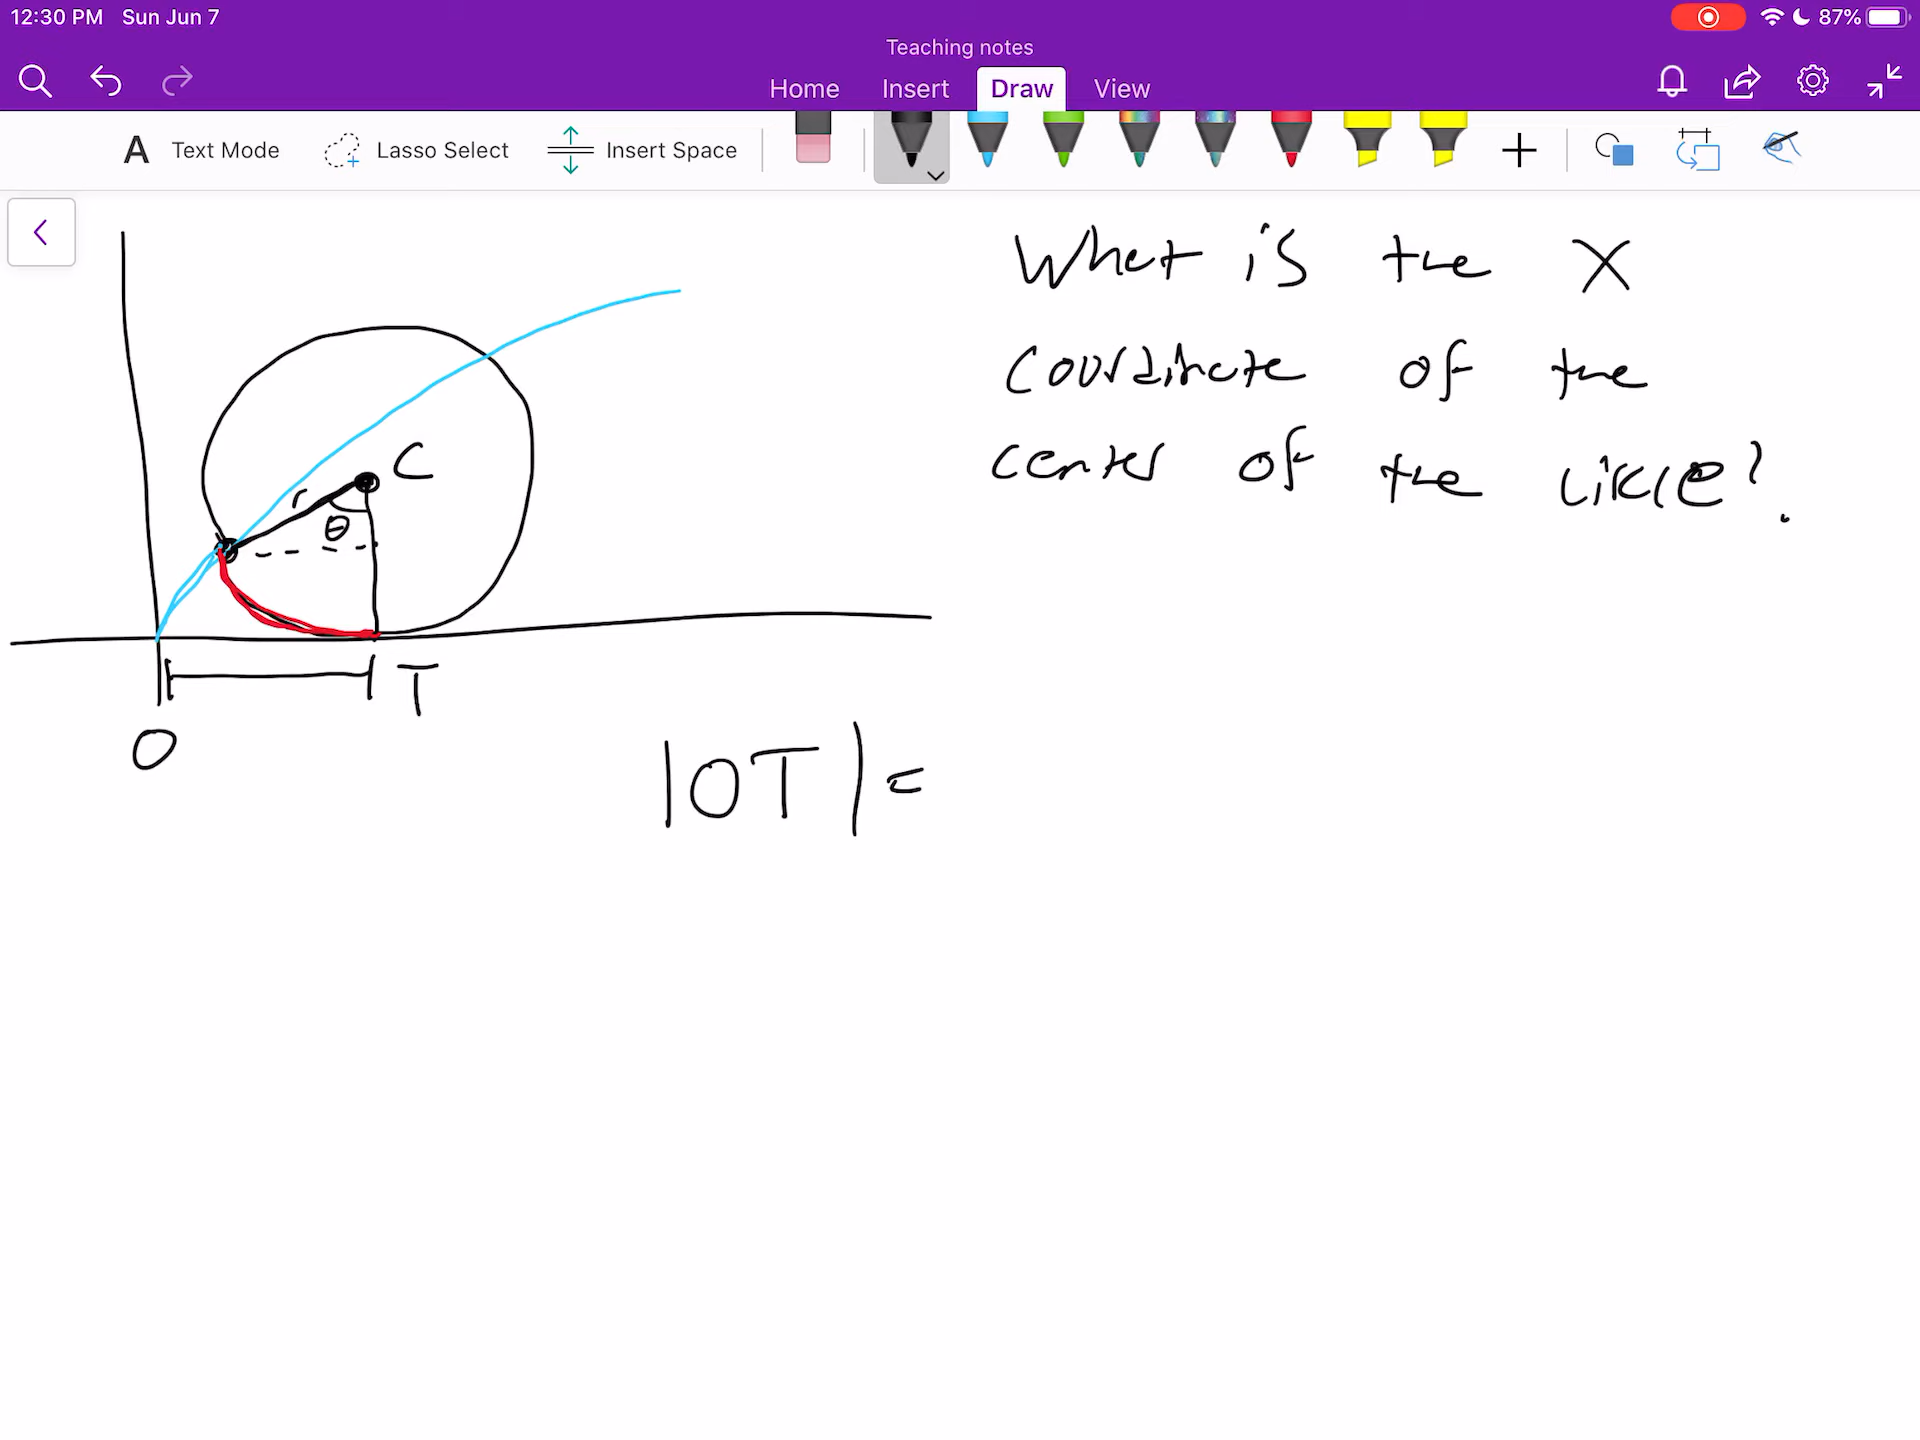 12:30 PM Sun Jun 7
87%
Teaching notes
Home Insert Draw View
A Text Mode Lasso Select Insert Space
What is the X
coordinate of the
center of the circle?
C
r
θ
T
O
|OT| =